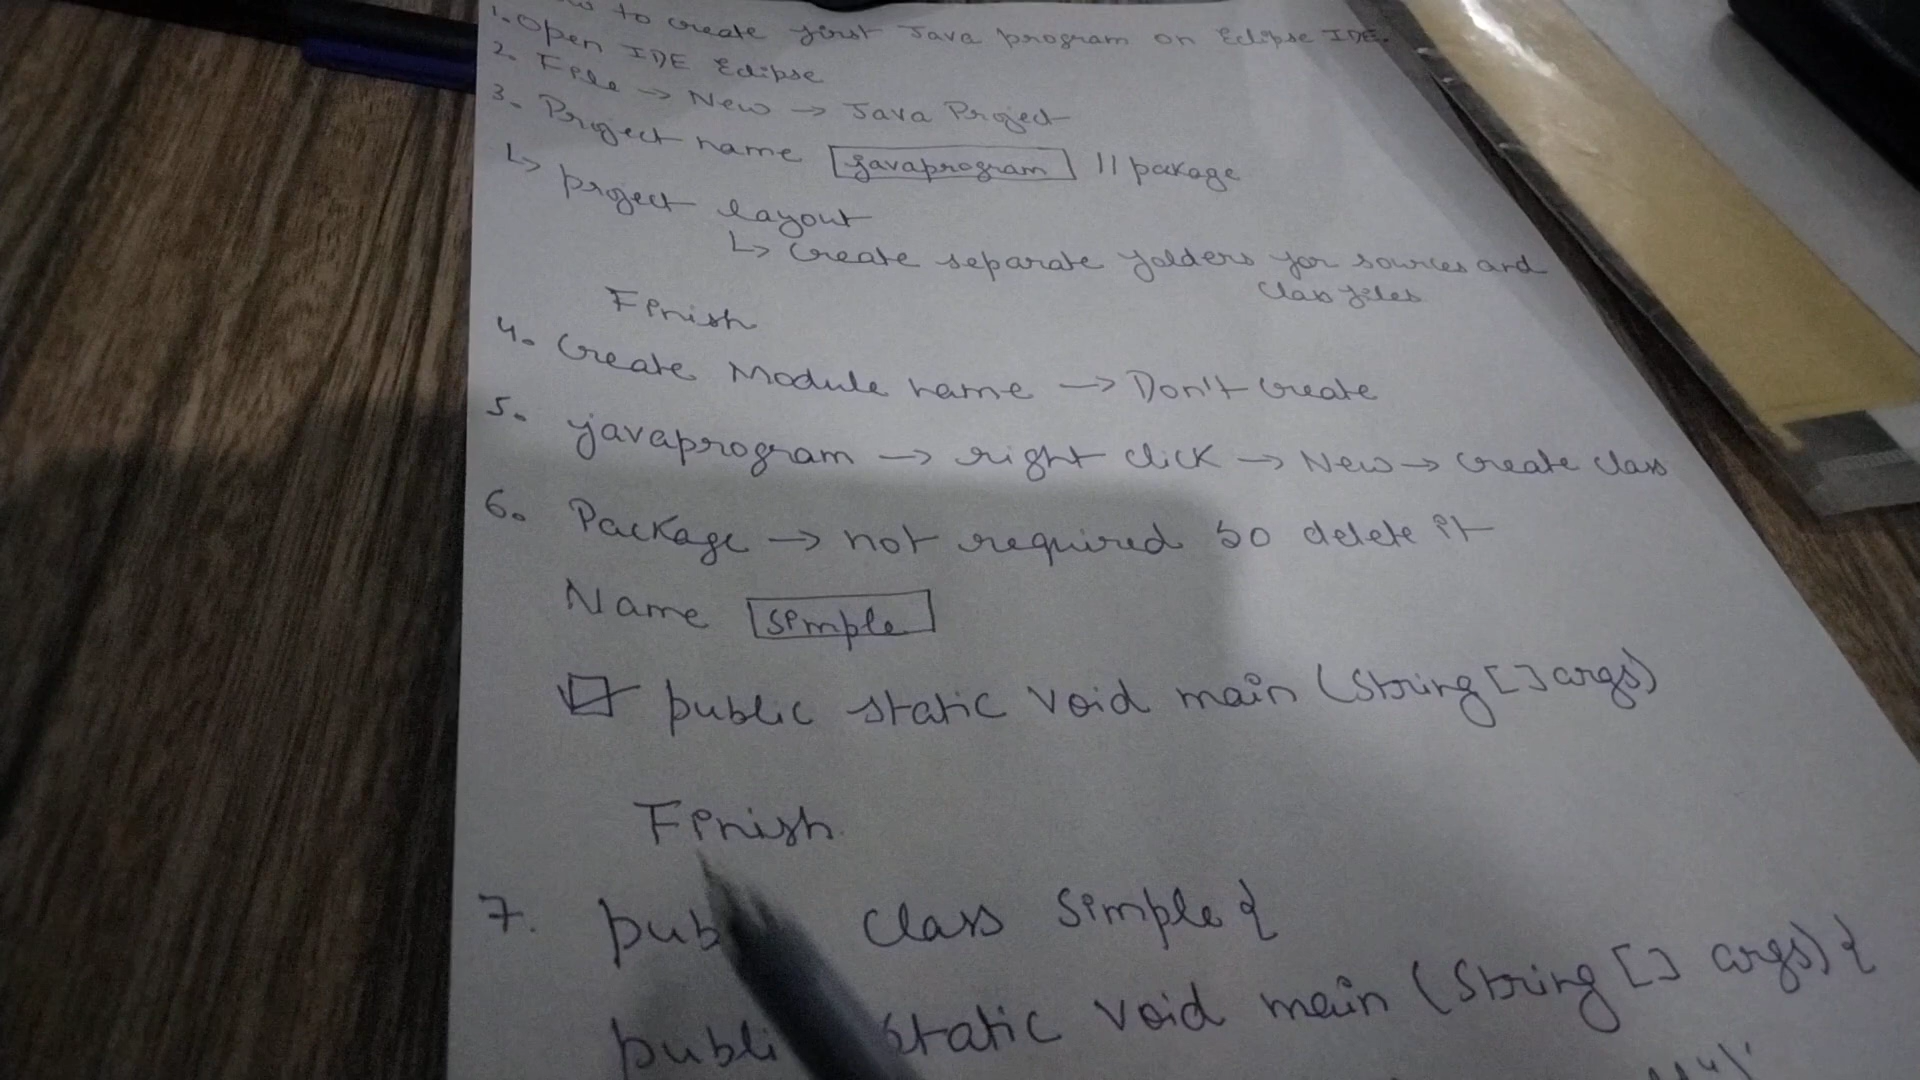 to create first Java program on Eclipse IDE.
1. Open IDE Eclipse
2. File → New → Java Project
3. Project name javaprogram // package
↳ project layout
↳ Create separate folders for sources and
class files
Finish
4. Create Module name → Don't create
5. javaprogram → right click → New → create class
6. Package → not required so delete it
Name simple
☑ public static void main (String [] args)
Finish
7. class simple {
static void main (String [] args) {